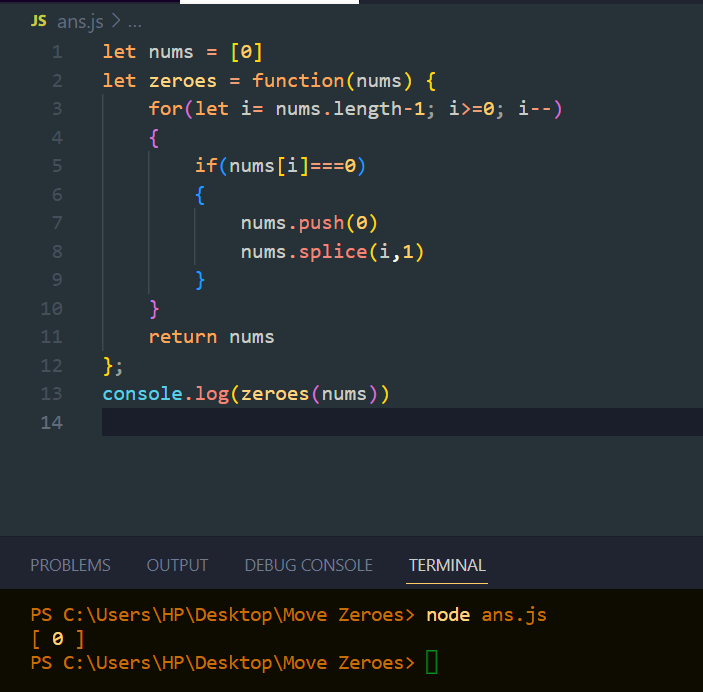 JS ans.js > ...
1 let nums = [0]
2 let zeroes = function(nums) {
3 for(let i= nums.length-1; i>=0; i--)
4 {
5 if(nums[i]===0)
6 {
7 nums.push(0)
8 nums.splice(i,1)
9 }
10 }
11 return nums
12 };
13 console.log(zeroes(nums))
14
PROBLEMS OUTPUT DEBUG CONSOLE TERMINAL
PS C:\Users\HP\Desktop\Move Zeroes> node ans.js
[ 0 ]
PS C:\Users\HP\Desktop\Move Zeroes>